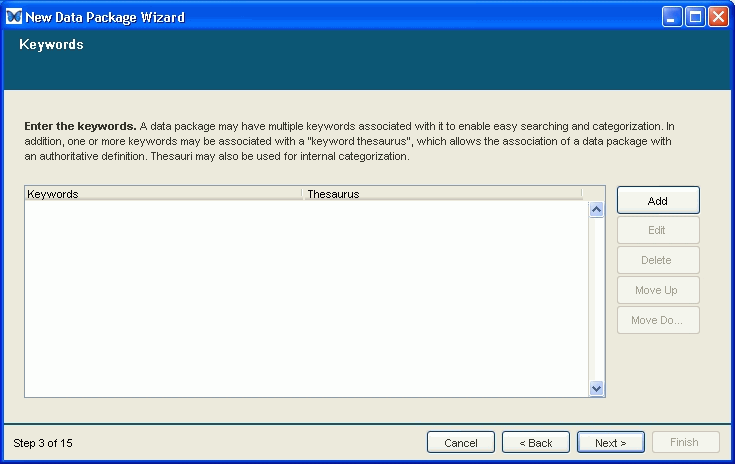 New Data Package Wizard
Keywords
Enter the keywords. A data package may have multiple keywords associated with it to enable easy searching and categorization. In
addition, one or more keywords may be associated with a "keyword thesaurus", which allows the association of a data package with
an authoritative definition. Thesauri may also be used for internal categorization.
Keywords Thesaurus
Add
Edit
Delete
Move Up
Move Do...
Step 3 of 15 Cancel < Back Next > Finish